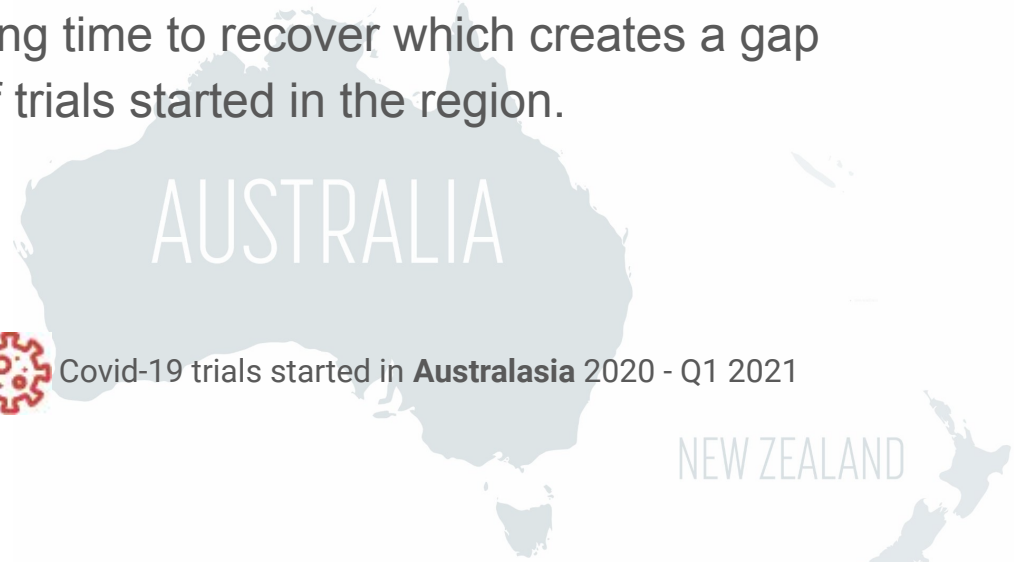 ng time to recover which creates a gap
trials started in the region.
AUSTRALIA
Covid-19 trials started in Australasia 2020 - Q1 2021
NEW ZEALAND